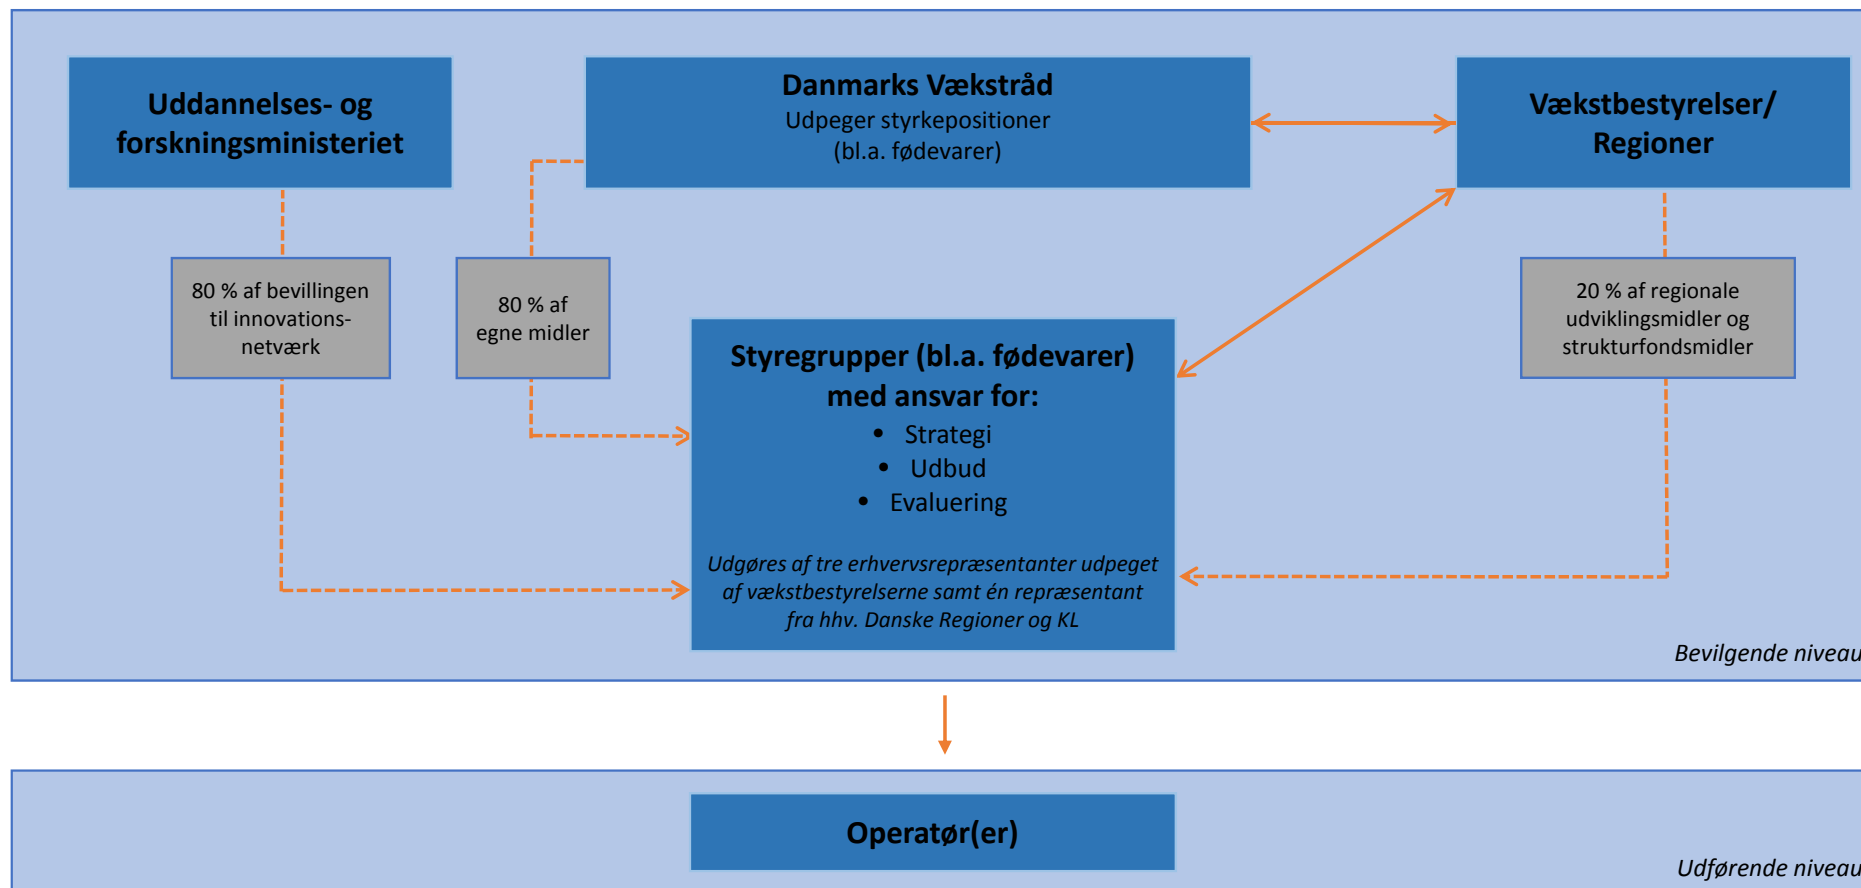 Uddannelses- og
forskningsministeriet
Danmarks Vækstråd
Udpeger styrkepositioner
(bl.a. fødevarer)
Vækstbestyrelser/
Regioner
80 % af bevillingen
til innovations-
netværk
80 % af
egne midler
20 % af regionale
udviklingsmidler og
strukturfondsmidler
Styregrupper (bl.a. fødevarer)
med ansvar for:
• Strategi
• Udbud
• Evaluering
Udgøres af tre erhvervsrepræsentanter udpeget
af vækstbestyrelserne samt én repræsentant
fra hhv. Danske Regioner og KL
Bevilgende niveau
Operatør(er)
Udførende niveau